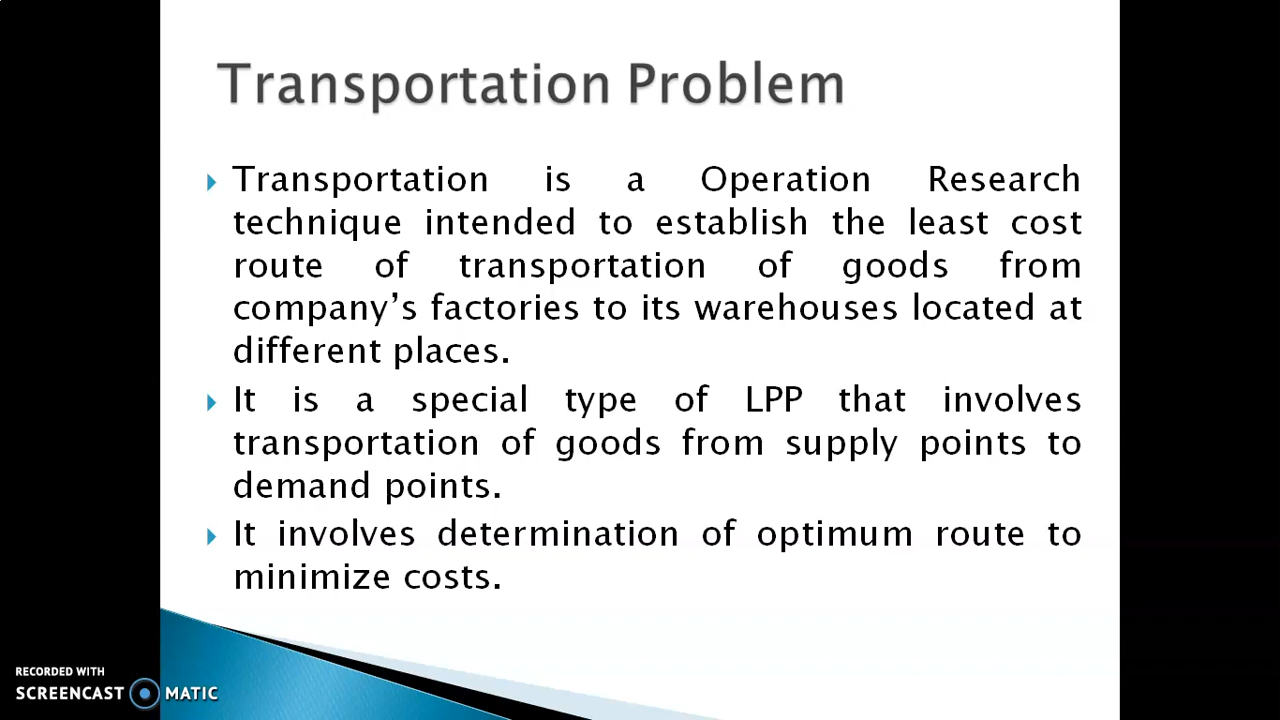 Transportation Problem
Transportation is a Operation Research
technique intended to establish the least cost
route of transportation of goods from
company’s factories to its warehouses located at
different places.
It is a special type of LPP that involves
transportation of goods from supply points to
demand points.
It involves determination of optimum route to
minimize costs.
RECORDED WITH
SCREENCAST MATIC